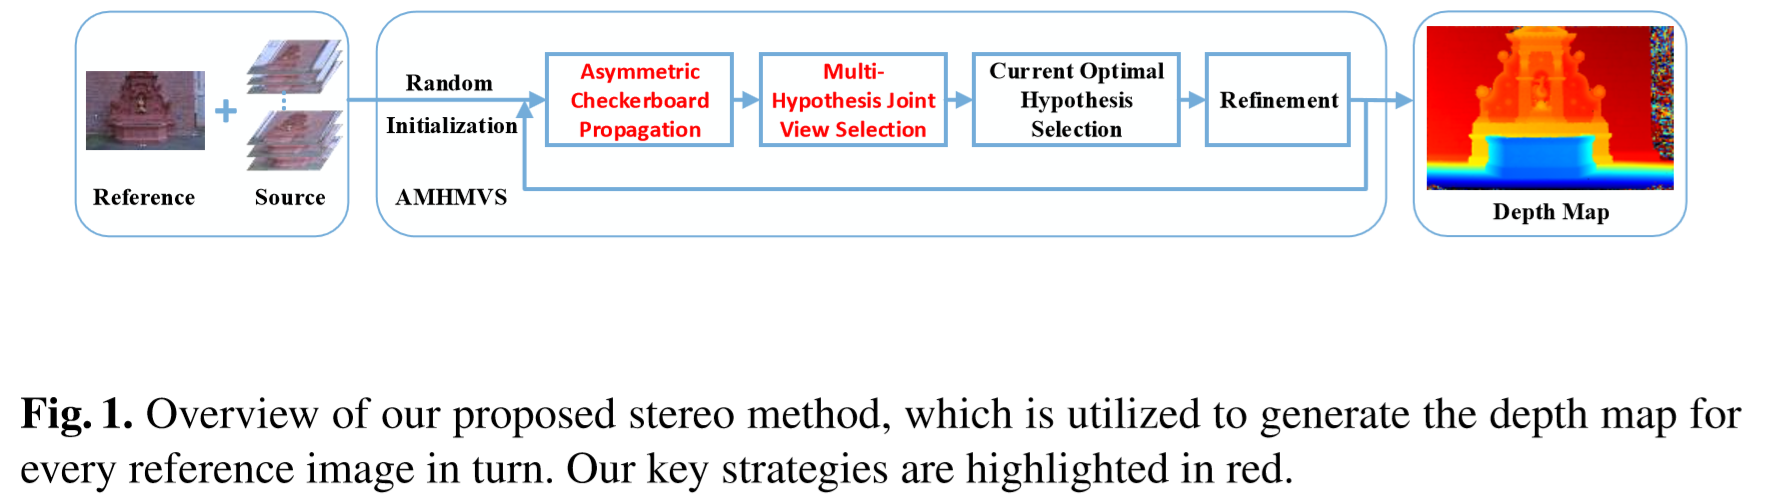 Reference
Source
Random
Initialization
AMHMVS
Asymmetric
Checkerboard
Propagation
Multi-
Hypothesis Joint
View Selection
Current Optimal
Hypothesis
Selection
Refinement
Depth Map
Fig. 1. Overview of our proposed stereo method, which is utilized to generate the depth map for
every reference image in turn. Our key strategies are highlighted in red.